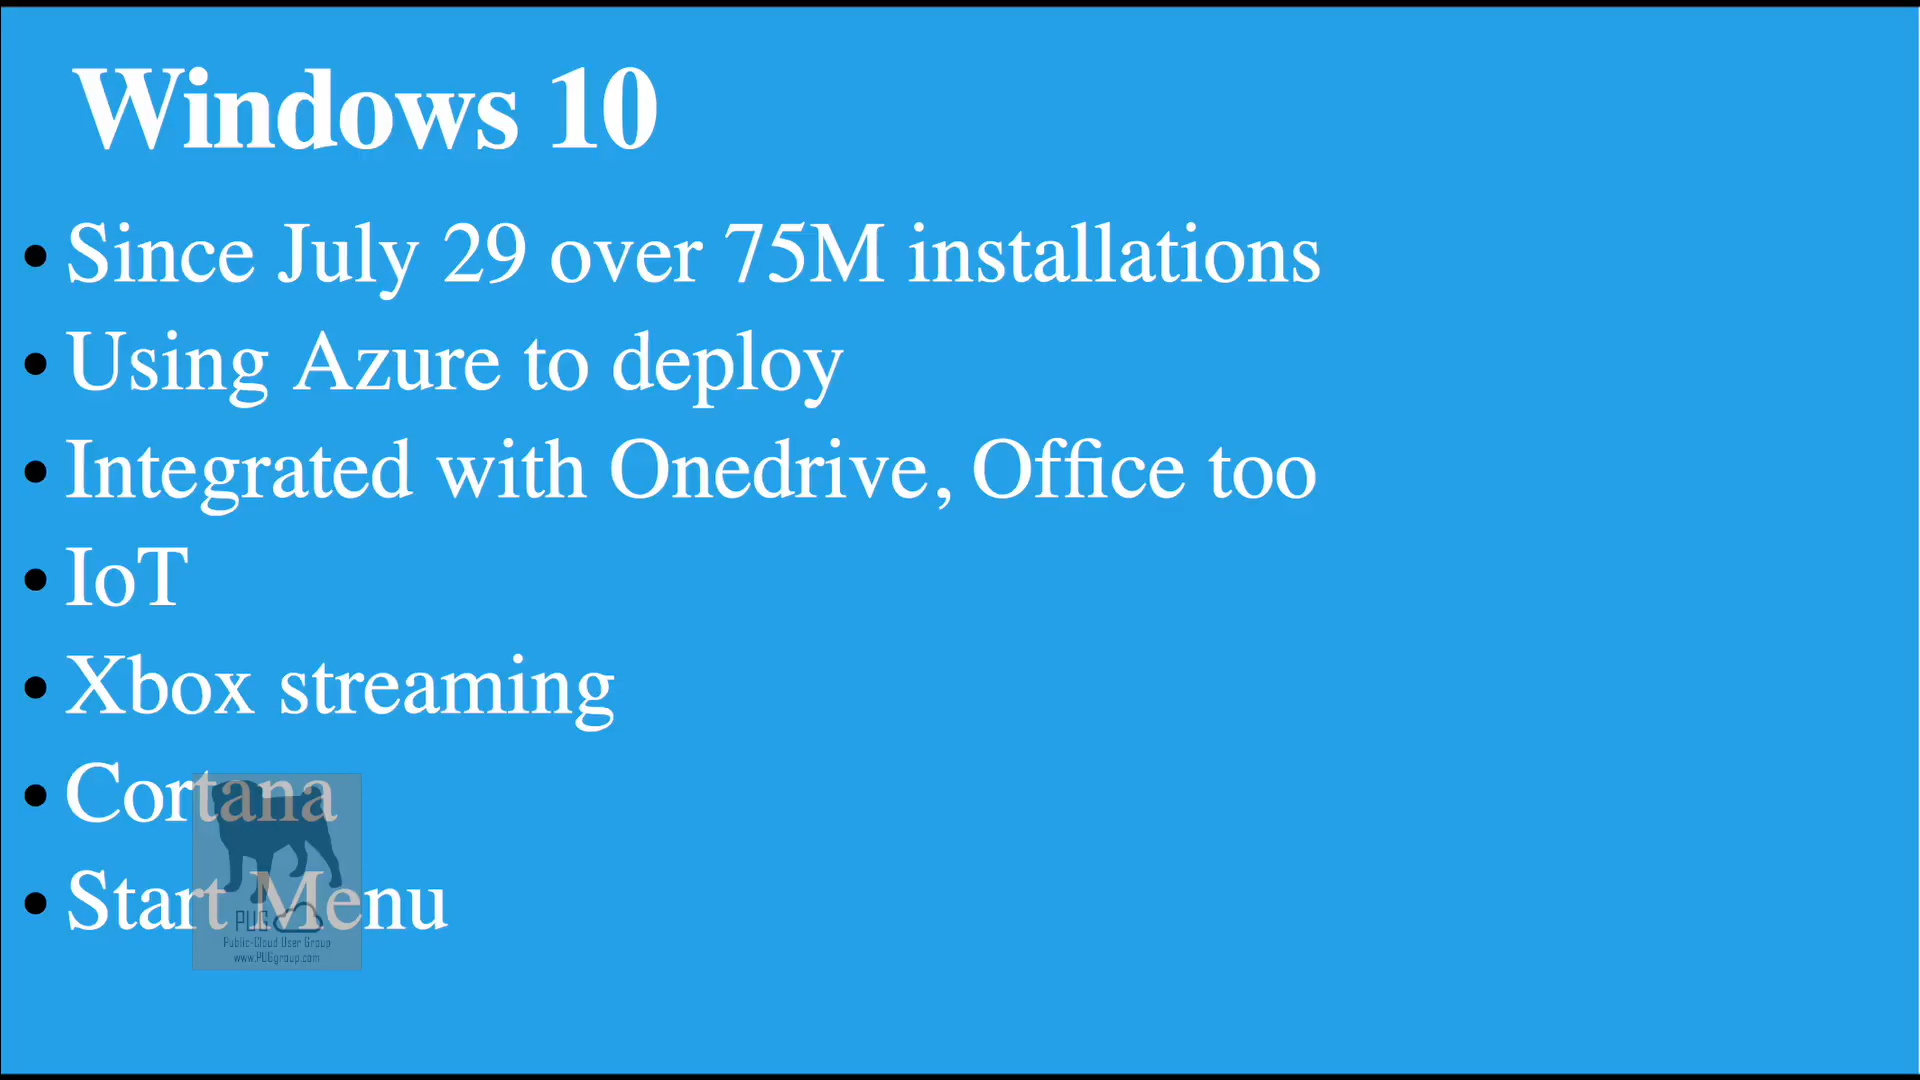 Windows 10
• Since July 29 over 75M installations
• Using Azure to deploy
• Integrated with Onedrive, Office too
• IoT
• Xbox streaming
• Cortana
• Start Menu
PUG
Public-Cloud User Group
www.PUGgroup.com